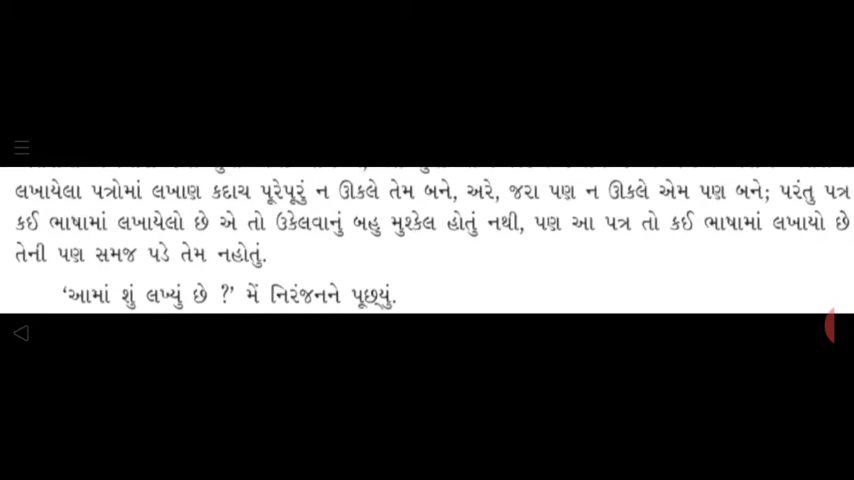 લખાયેલા પત્રોમાં લખાણ કદાચ પૂરેપૂરું ન ઊકલે તેમ બને, અરે, જરા પણ ન ઊકલે એમ પણ બને; પરંતુ પત્ર
કઈ ભાષામાં લખાયેલો છે એ તો ઉકેલવાનું બહુ મુશ્કેલ હોતું નથી, પણ આ પત્ર તો કઈ ભાષામાં લખાયો છે
તેની પણ સમજ પડે તેમ નહોતું.
‘આમાં શું લખ્યું છે ?’ મેં નિરંજનને પૂછ્યું.